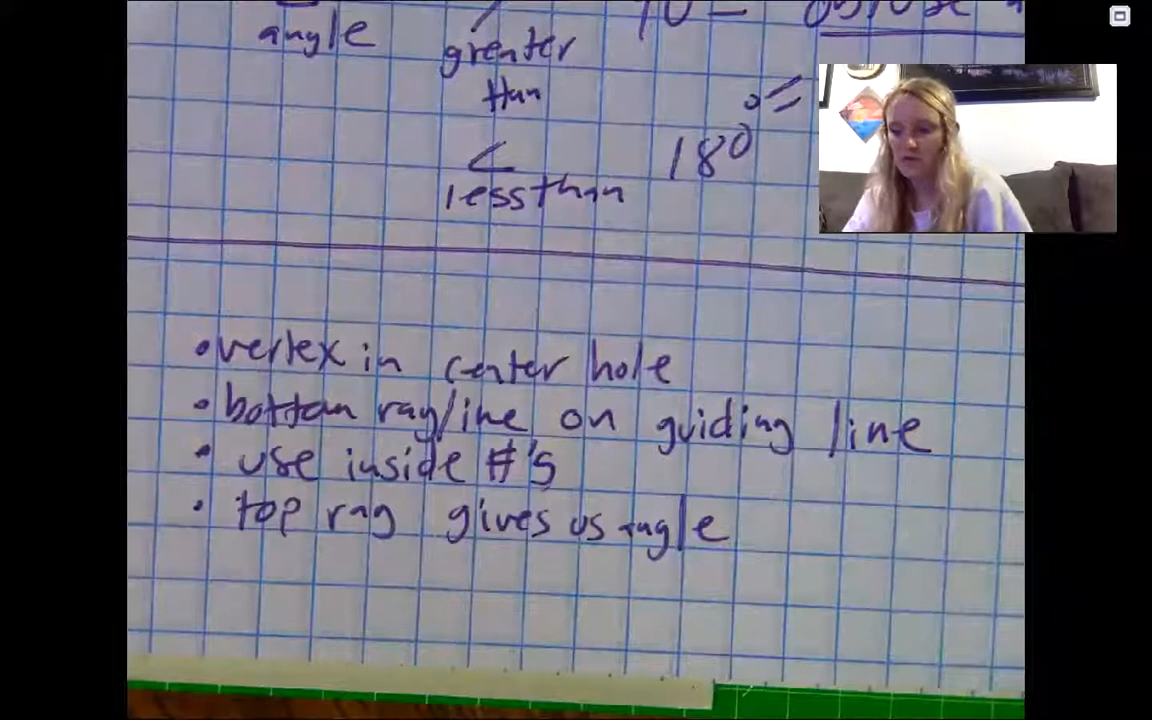 angle
greater
than
<
less than 180°
• vertex in center hole
• bottom ray/line on guiding line
• use inside #'s
• top ray gives us angle